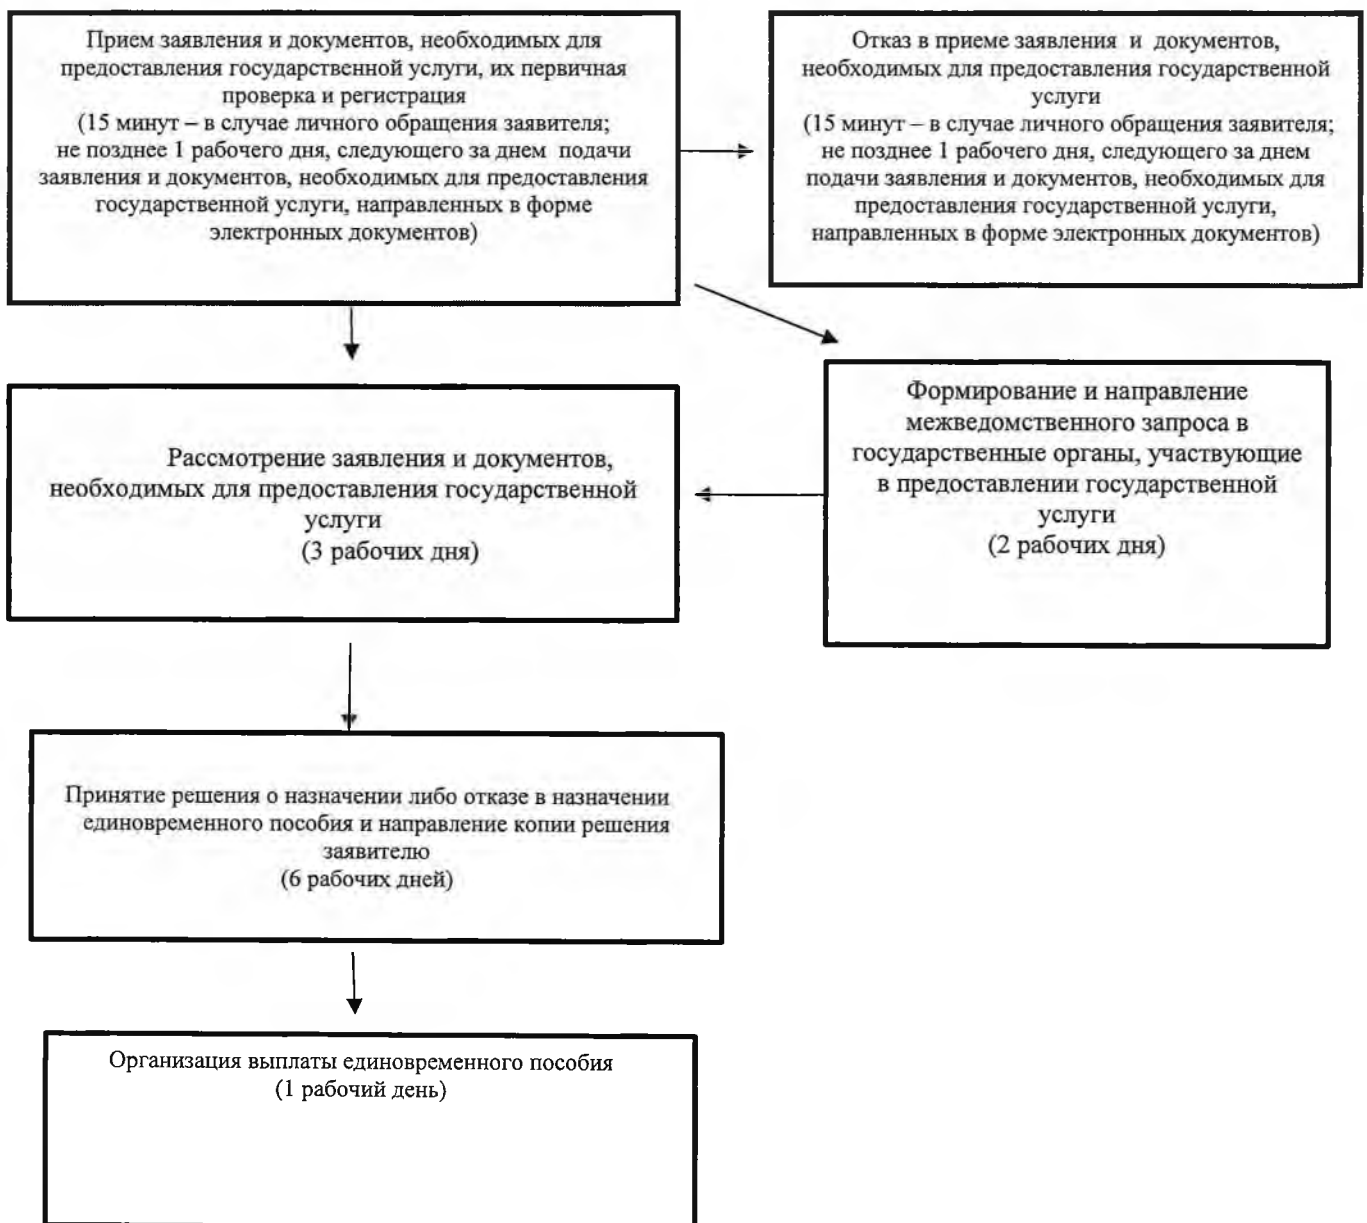 Прием заявления и документов, необходимых для
предоставления государственной услуги, их первичная
проверка и регистрация
(15 минут – в случае личного обращения заявителя;
не позднее 1 рабочего дня, следующего за днем подачи
заявления и документов, необходимых для предоставления
государственной услуги, направленных в форме
электронных документов)
Отказ в приеме заявления и документов,
необходимых для предоставления государственной
услуги
(15 минут – в случае личного обращения заявителя;
не позднее 1 рабочего дня, следующего за днем
подачи заявления и документов, необходимых для
предоставления государственной услуги,
направленных в форме электронных документов)
Формирование и направление
межведомственного запроса в
государственные органы, участвующие
в предоставлении государственной
услуги
(2 рабочих дня)
Рассмотрение заявления и документов,
необходимых для предоставления государственной
услуги
(3 рабочих дня)
Принятие решения о назначении либо отказе в назначении
единовременного пособия и направление копии решения
заявителю
(6 рабочих дней)
Организация выплаты единовременного пособия
(1 рабочий день)